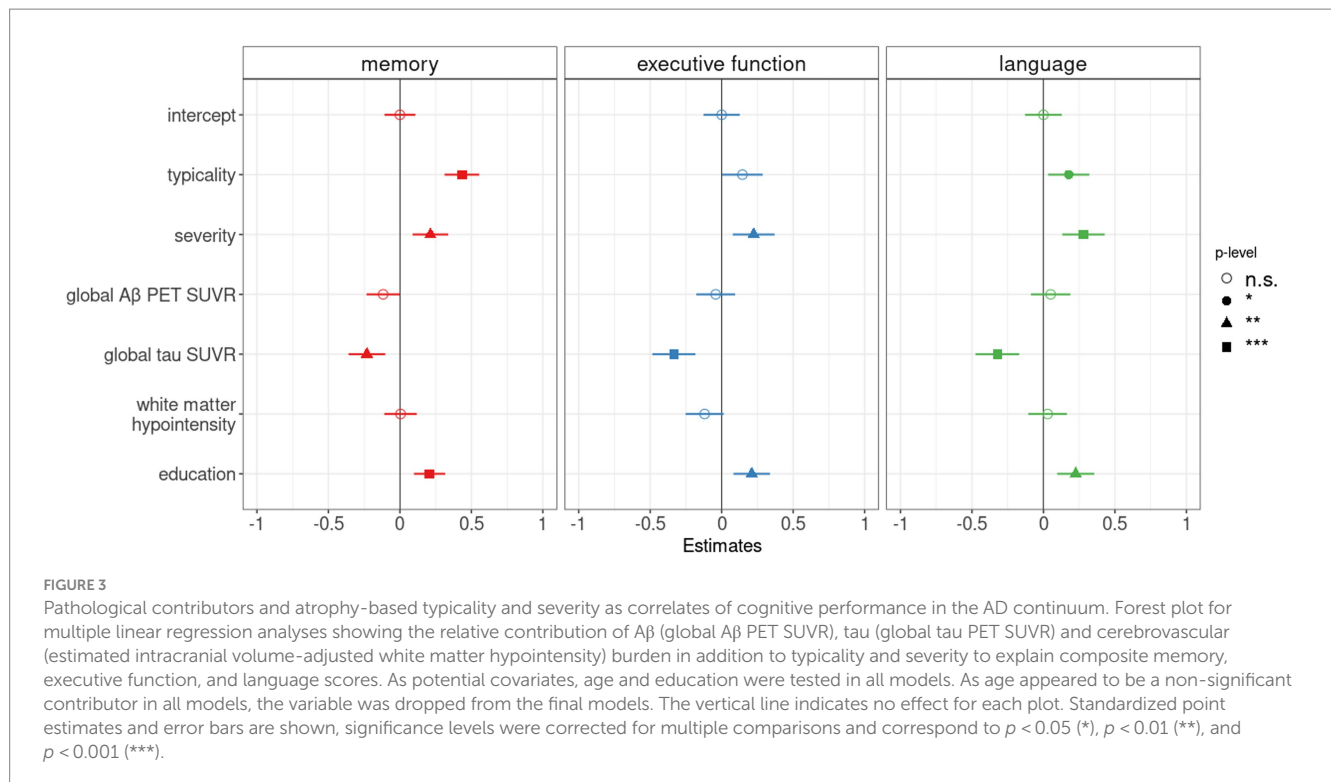 memory executive function language
intercept
typicality
severity
global Aβ PET SUVR
global tau SUVR
white matter
hypointensity
education
-1 -0.5 0 0.5 1 -1 -0.5 0 0.5 1 -1 -0.5 0 0.5 1
Estimates
p-level
n.s.
*
**
***
FIGURE 3
Pathological contributors and atrophy-based typicality and severity as correlates of cognitive performance in the AD continuum. Forest plot for
multiple linear regression analyses showing the relative contribution of Aβ (global Aβ PET SUVR), tau (global tau PET SUVR) and cerebrovascular
(estimated intracranial volume-adjusted white matter hypointensity) burden in addition to typicality and severity to explain composite memory,
executive function, and language scores. As potential covariates, age and education were tested in all models. As age appeared to be a non-significant
contributor in all models, the variable was dropped from the final models. The vertical line indicates no effect for each plot. Standardized point
estimates and error bars are shown, significance levels were corrected for multiple comparisons and correspond to p < 0.05 (*), p < 0.01 (**), and
p < 0.001 (***).